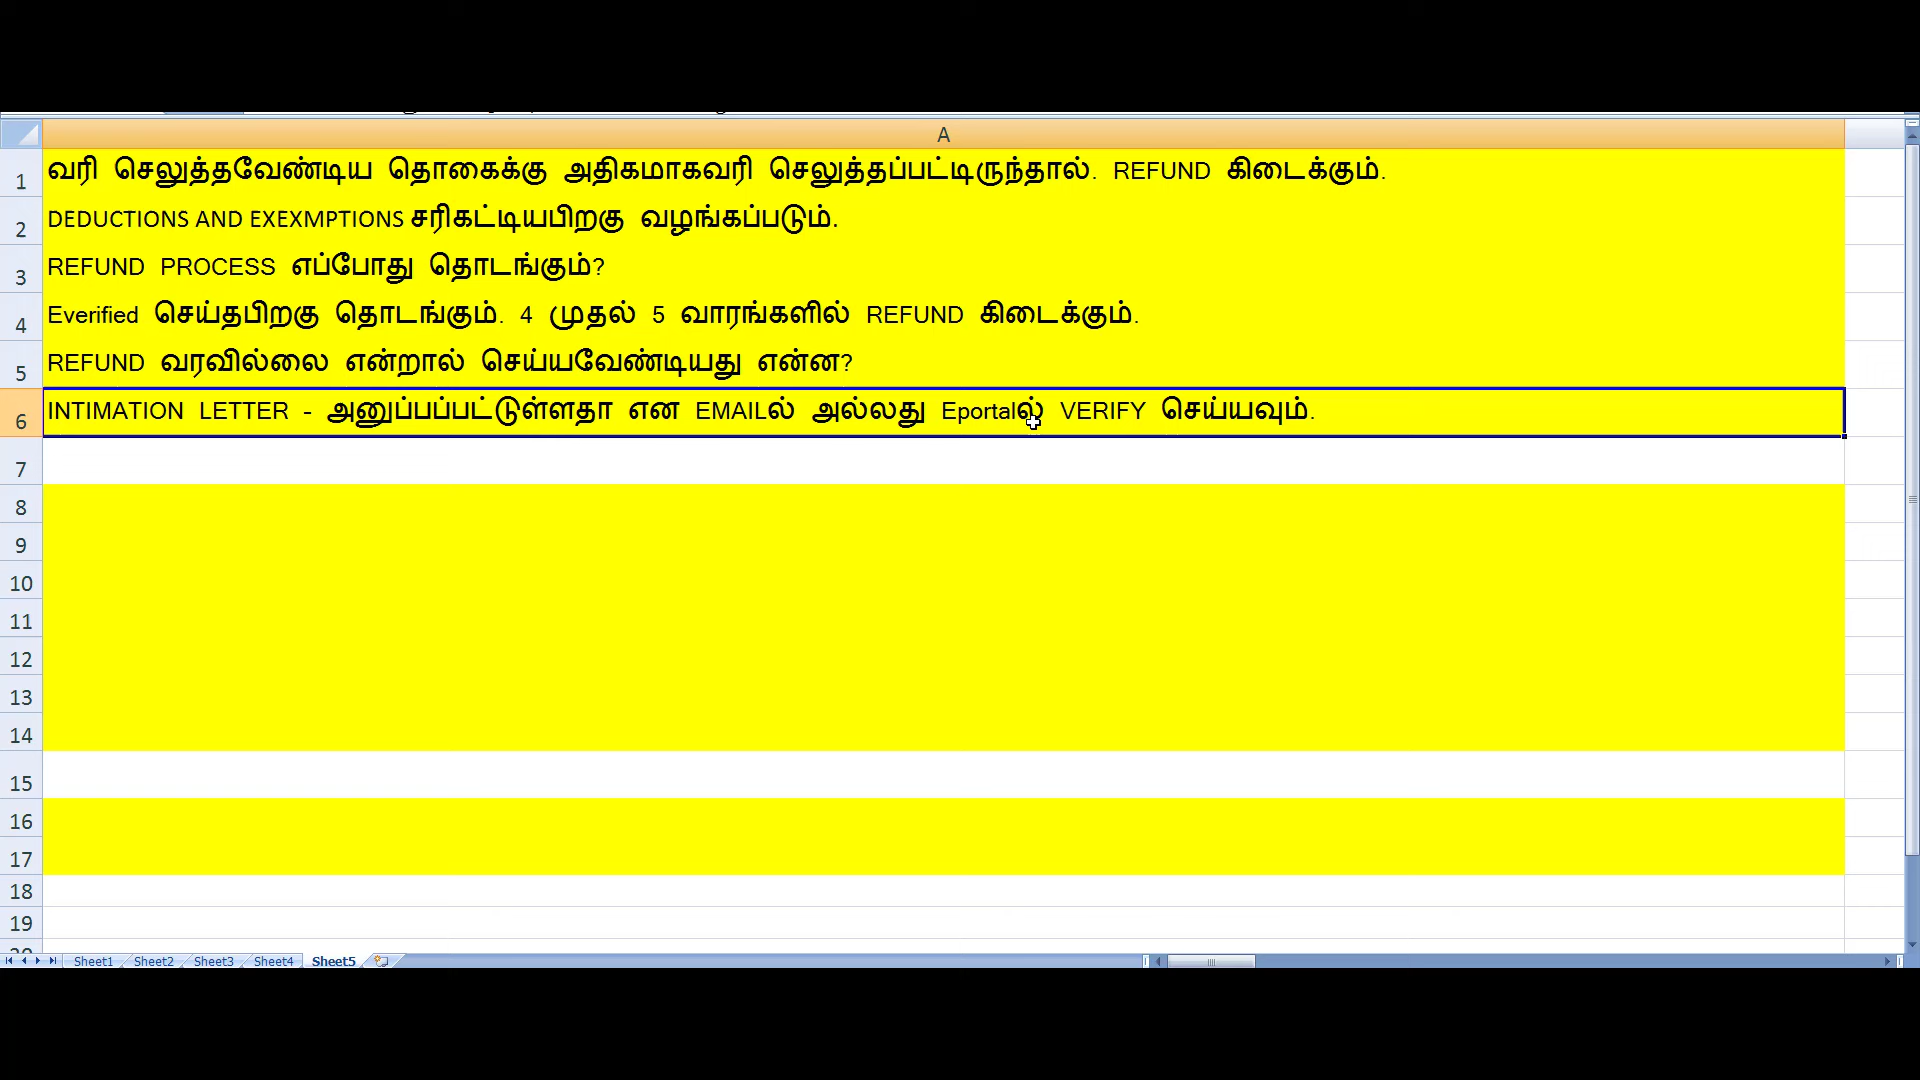 A
1 வரி செலுத்தவேண்டிய தொகைக்கு அதிகமாகவரி செலுத்தப்பட்டிருந்தால். REFUND கிடைக்கும்.
2 DEDUCTIONS AND EXEXMPTIONS சரிகட்டியபிறகு வழங்கப்படும்.
3 REFUND PROCESS எப்போது தொடங்கும்?
4 Everified செய்தபிறகு தொடங்கும். 4 முதல் 5 வாரங்களில் REFUND கிடைக்கும்.
5 REFUND வரவில்லை என்றால் செய்யவேண்டியது என்ன?
6 INTIMATION LETTER - அனுப்பப்பட்டுள்ளதா என EMAILல் அல்லது Eportalல் VERIFY செய்யவும்.
7
8
9
10
11
12
13
14
15
16
17
18
19
Sheet1 Sheet2 Sheet3 Sheet4 Sheet5